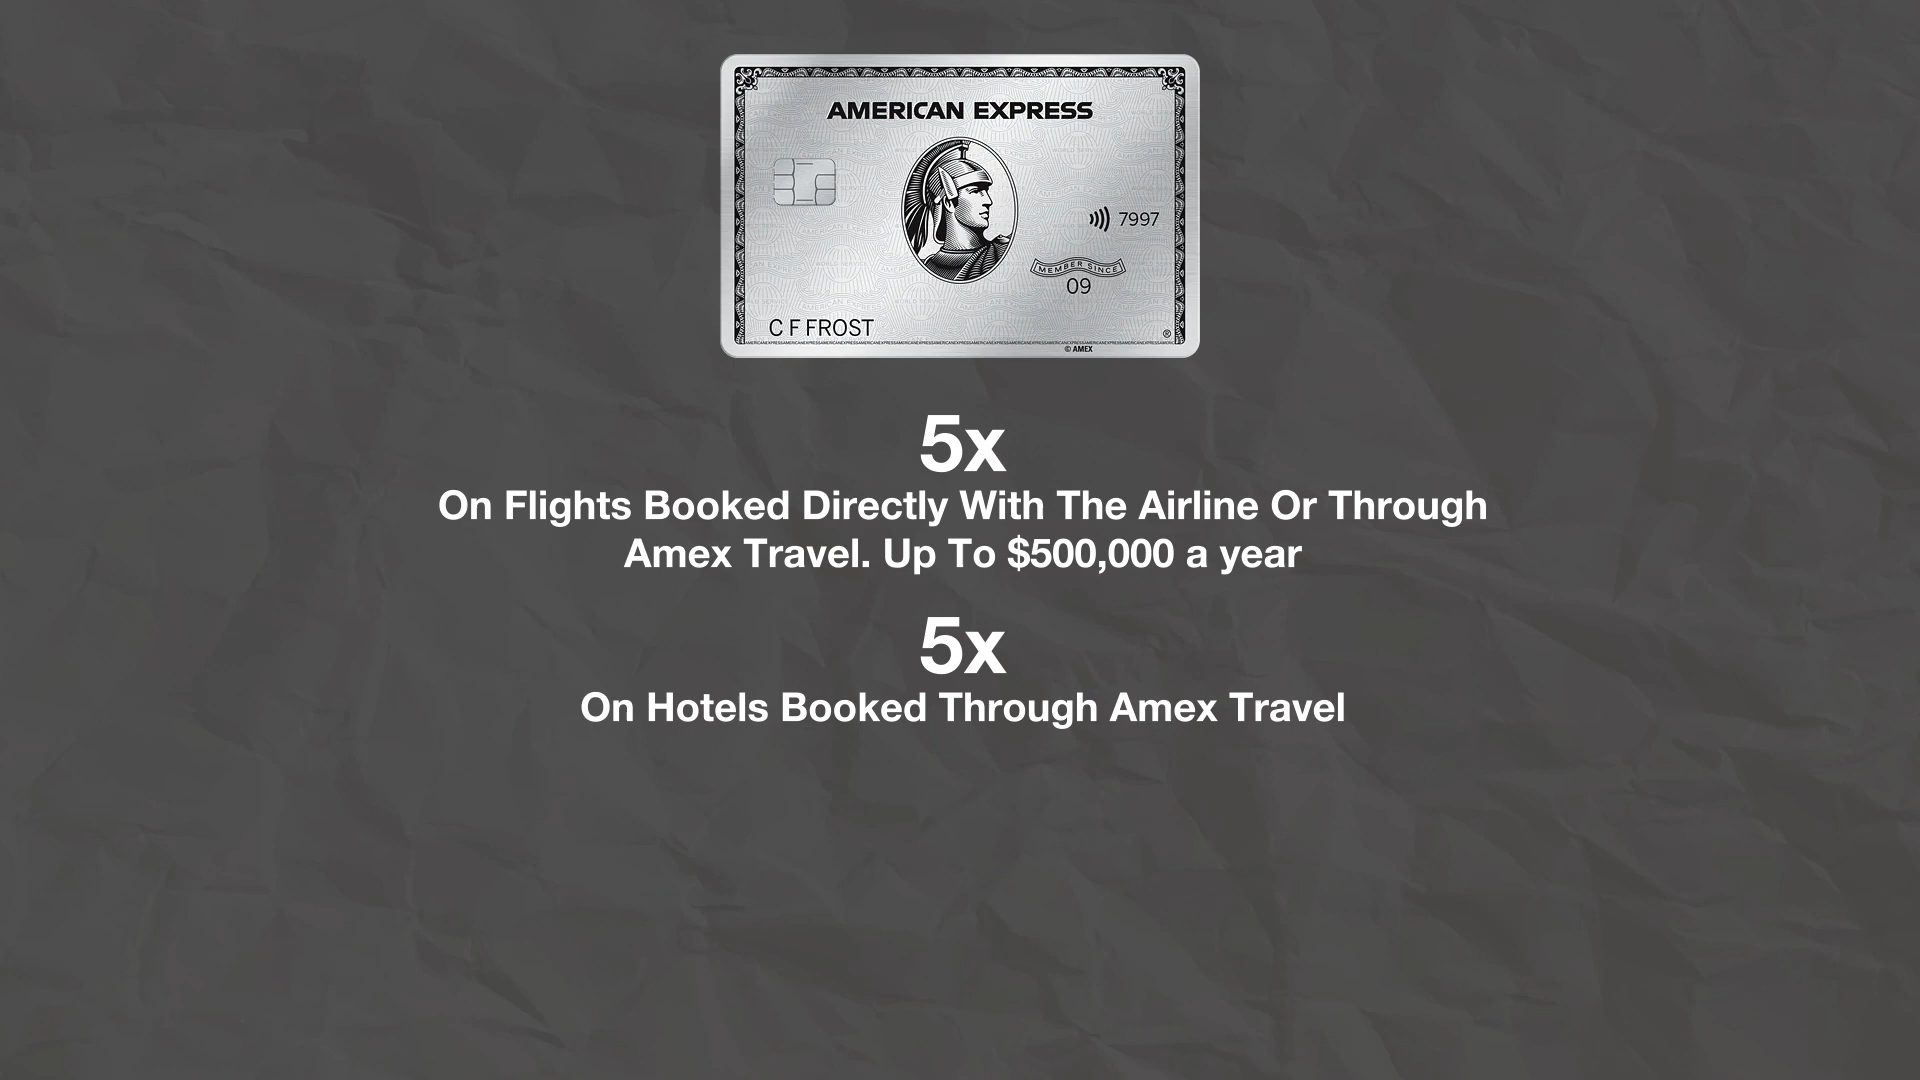 AMERICAN EXPRESS
7997
MEMBER SINCE
09
C F FROST
®
© AMEX
5x
On Flights Booked Directly With The Airline Or Through
Amex Travel. Up To $500,000 a year
5x
On Hotels Booked Through Amex Travel